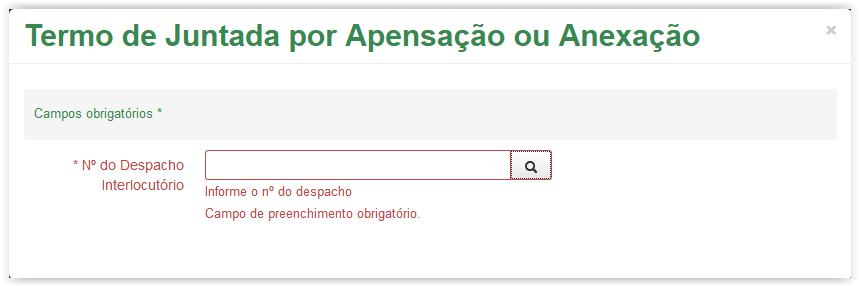 Termo de Juntada por Apensação ou Anexação
×
Campos obrigatórios *
* Nº do Despacho
Interlocutório
Informe o nº do despacho
Campo de preenchimento obrigatório.